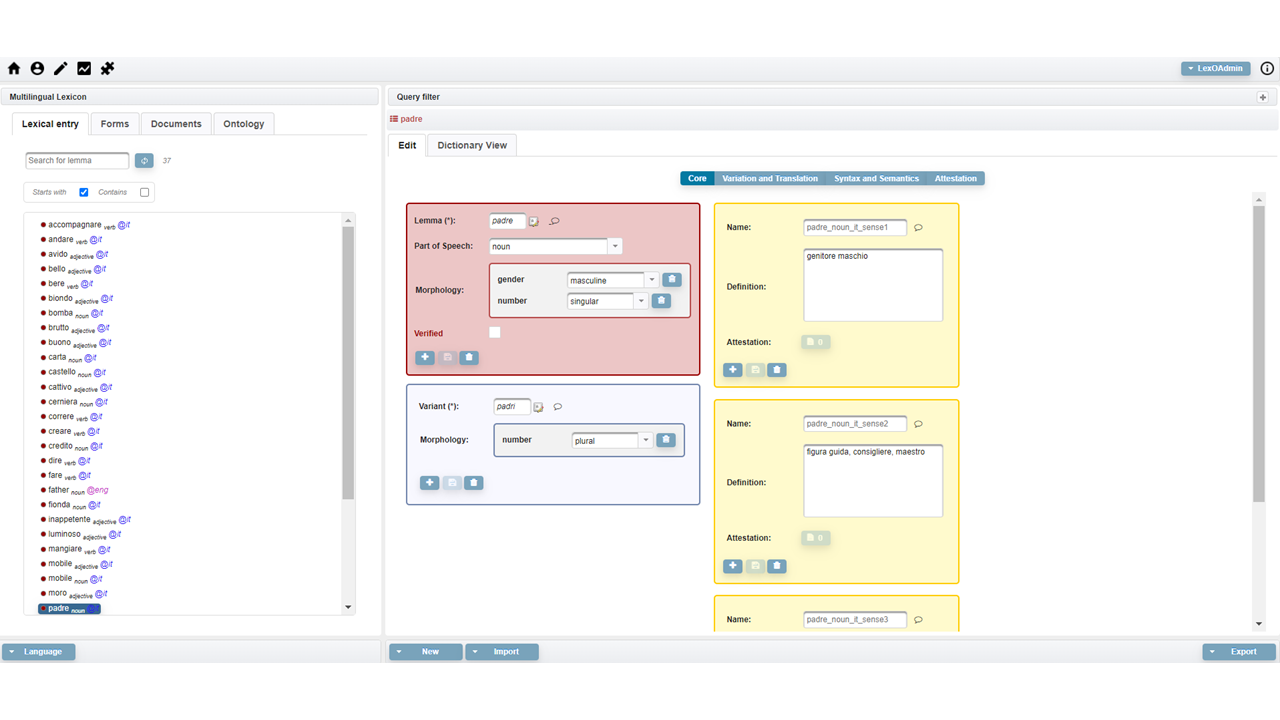 LexOAdmin
Multilingual Lexicon
Lexical entry Forms Documents Ontology
Search for lemma 37
Starts with Contains
accompagnare verb @it
andare verb @it
avido adjective @it
bello adjective @it
bere verb @it
biondo adjective @it
bomba noun @it
brutto adjective @it
buono adjective @it
carta noun @it
castello noun @it
cattivo adjective @it
cerniera noun @it
correre verb @it
creare verb @it
credito noun @it
dire verb @it
fare verb @it
father noun @eng
fionda noun @it
inappetente adjective @it
luminoso adjective @it
mangiare verb @it
mobile adjective @it
mobile noun @it
moro adjective @it
padre noun @it
Language
Query filter
padre
Edit Dictionary View
Core Variation and Translation Syntax and Semantics Attestation
Lemma (*): padre
Part of Speech: noun
Morphology:
gender masculine
number singular
Verified
Variant (*): padri
Morphology: number plural
Name: padre_noun_it_sense1
Definition: genitore maschio
Attestation: 0
Name: padre_noun_it_sense2
Definition: figura guida, consigliere, maestro
Attestation: 0
Name: padre_noun_it_sense3
New Import Export